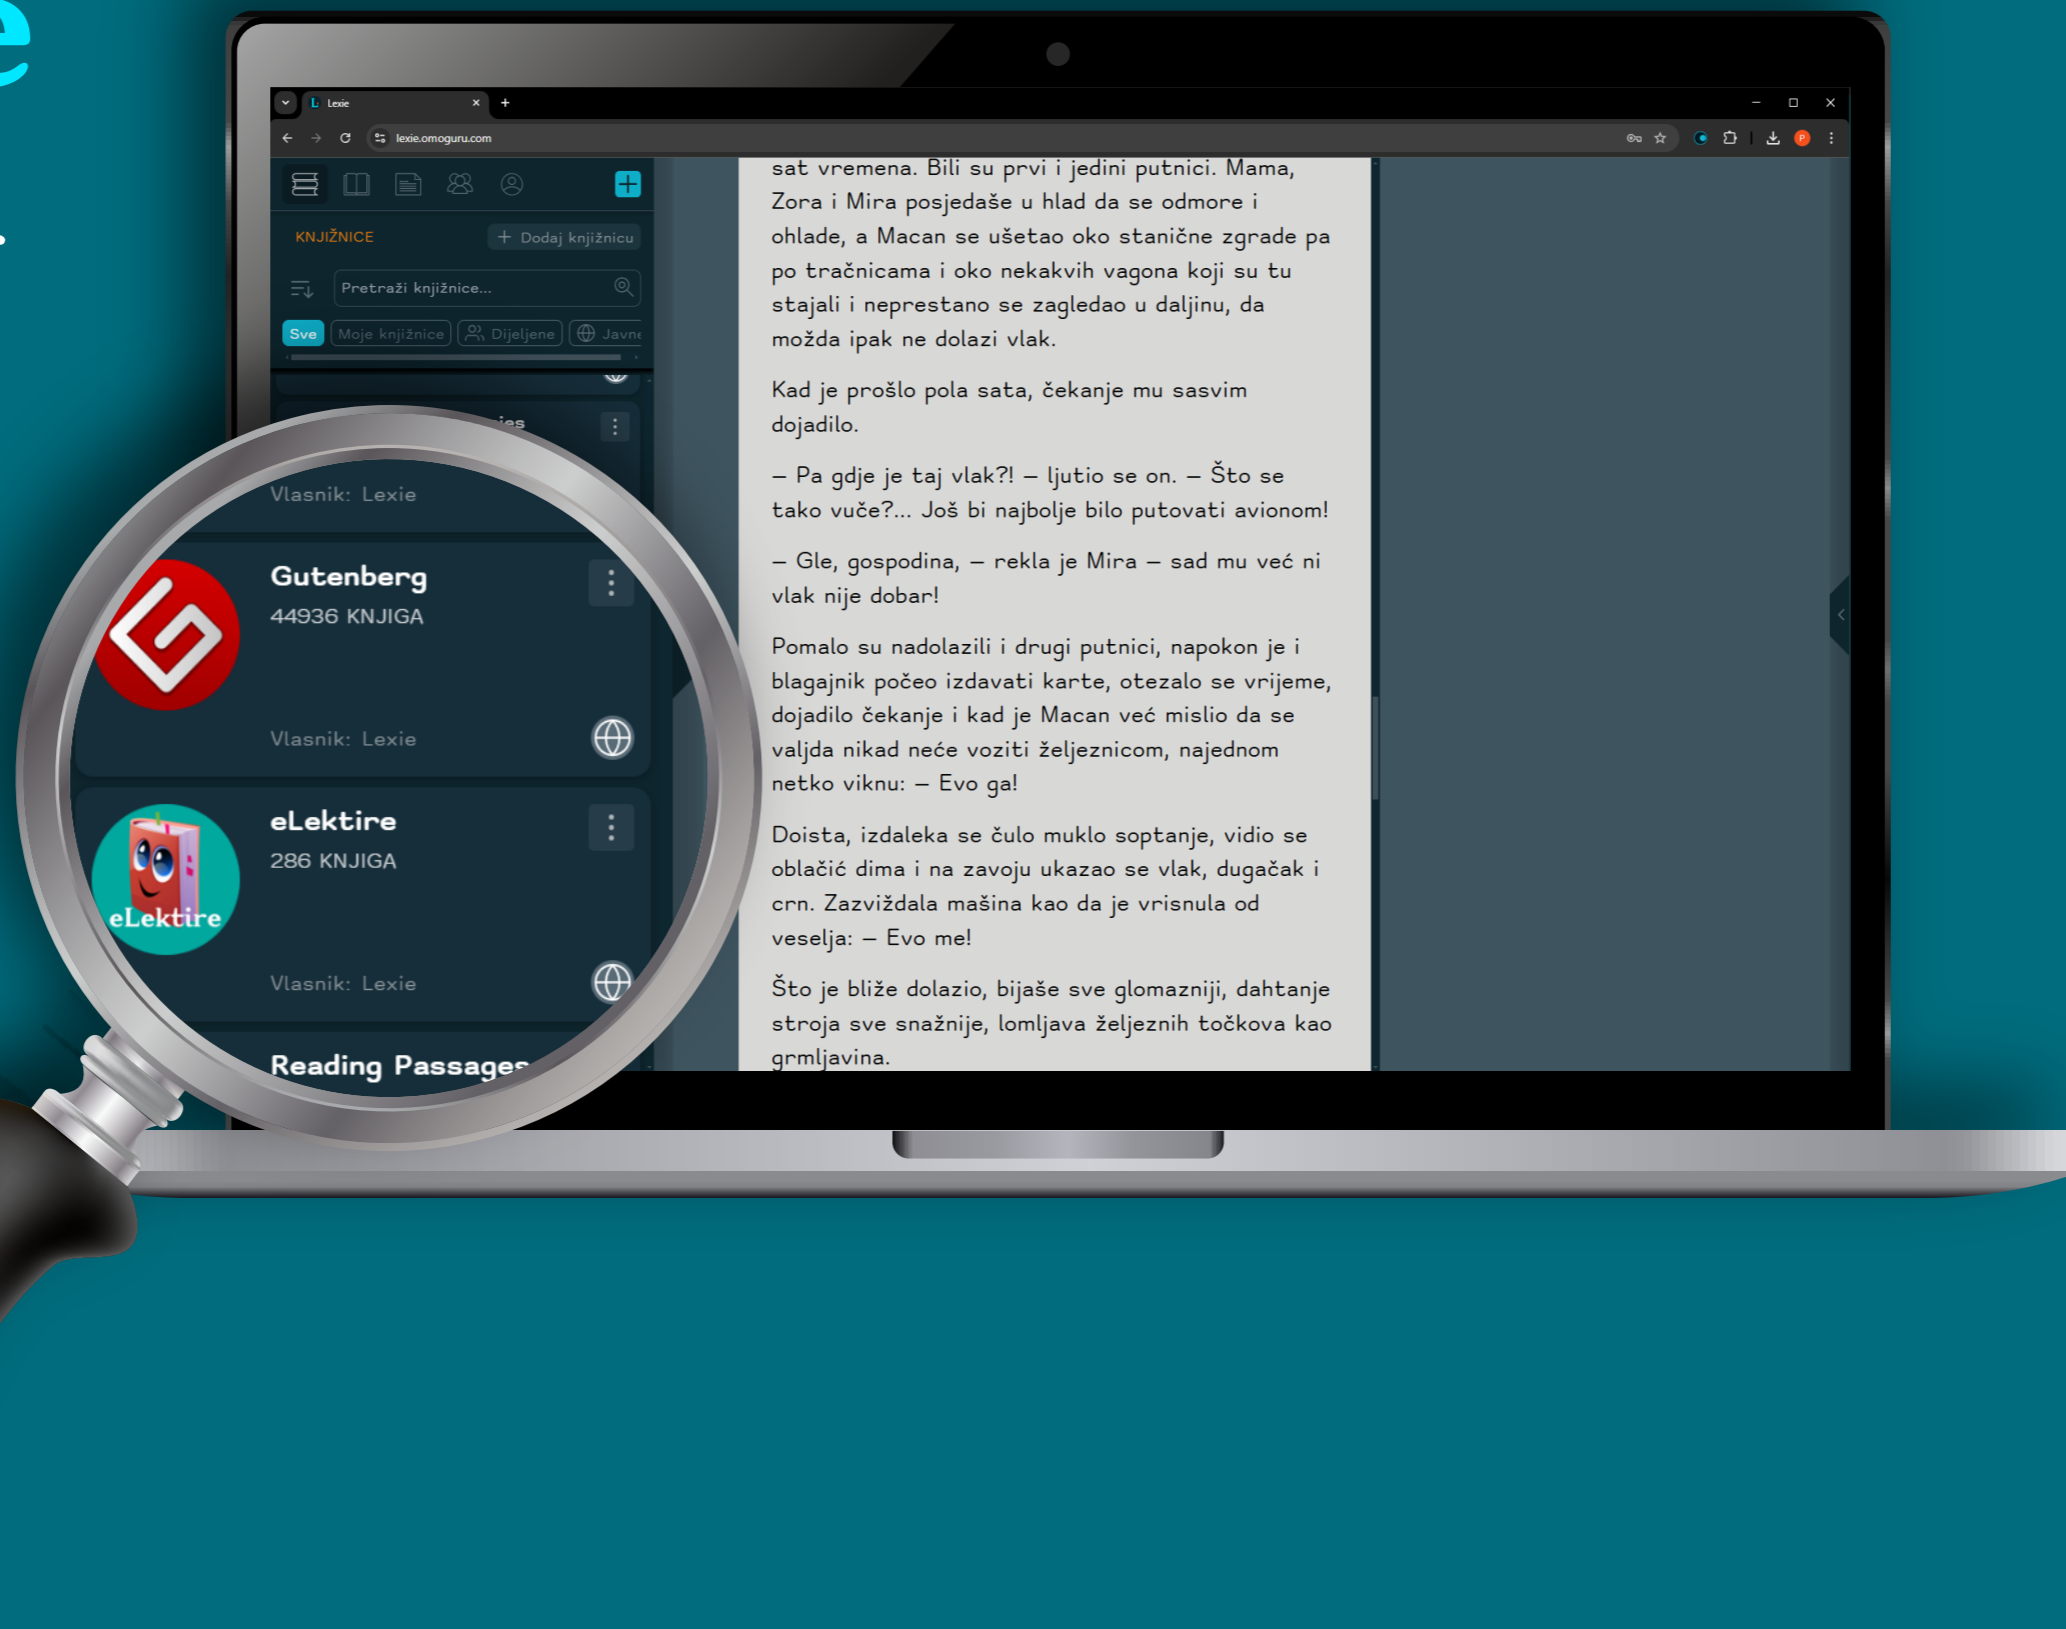 e
.
Lexie
lexie.omoguru.com
P
KNJIŽNICE
+ Dodaj knjižnicu
Pretraži knjižnice...
Sve
Moje knjižnice
Dijeljene
Javne
Vlasnik: Lexie
Gutenberg
44936 KNJIGA
Vlasnik: Lexie
eLektire
286 KNJIGA
eLektire
Vlasnik: Lexie
Reading Passages
sat vremena. Bili su prvi i jedini putnici. Mama,
Zora i Mira posjedaše u hlad da se odmore i
ohlade, a Macan se ušetao oko stanične zgrade pa
po tračnicama i oko nekakvih vagona koji su tu
stajali i neprestano se zagledao u daljinu, da
možda ipak ne dolazi vlak.
Kad je prošlo pola sata, čekanje mu sasvim
dojadilo.
– Pa gdje je taj vlak?! – ljutio se on. – Što se
tako vuče?... Još bi najbolje bilo putovati avionom!
– Gle, gospodina, – rekla je Mira – sad mu već ni
vlak nije dobar!
Pomalo su nadolazili i drugi putnici, napokon je i
blagajnik počeo izdavati karte, otezalo se vrijeme,
dojadilo čekanje i kad je Macan već mislio da se
valjda nikad neće voziti željeznicom, najednom
netko viknu: – Evo ga!
Doista, izdaleka se čulo muklo soptanje, vidio se
oblačić dima i na zavoju ukazao se vlak, dugačak i
crn. Zazviždala mašina kao da je vrisnula od
veselja: – Evo me!
Što je bliže dolazio, bijaše sve glomazniji, dahtanje
stroja sve snažnije, lomljava željeznih točkova kao
grmljavina.